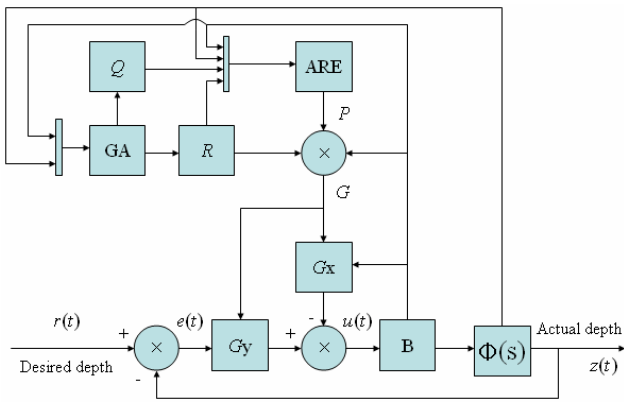 Q
ARE
P
GA
R
×
G
Gx
r(t)
+
e(t)
-
+
u(t)
Actual depth
×
Gy
×
B
Φ(s)
Desired depth
-
z(t)